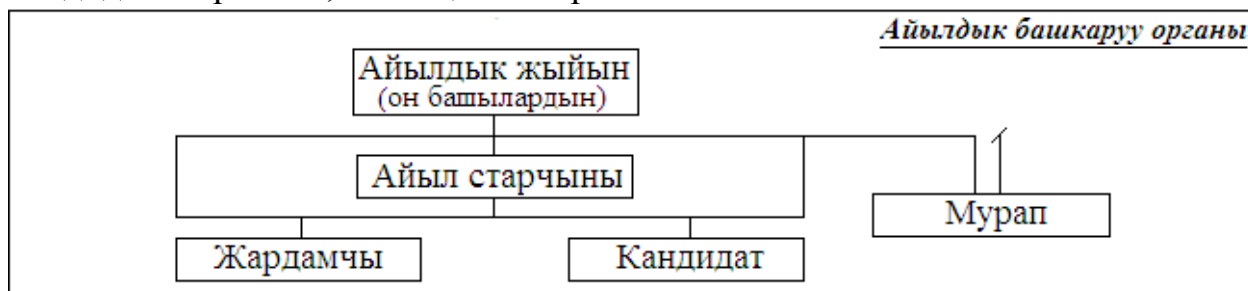 Айылдык башкаруу органы
Айылдык жыйын
(он башылардын)
Айыл старчыны
Мурап
Жардамчы
Кандидат